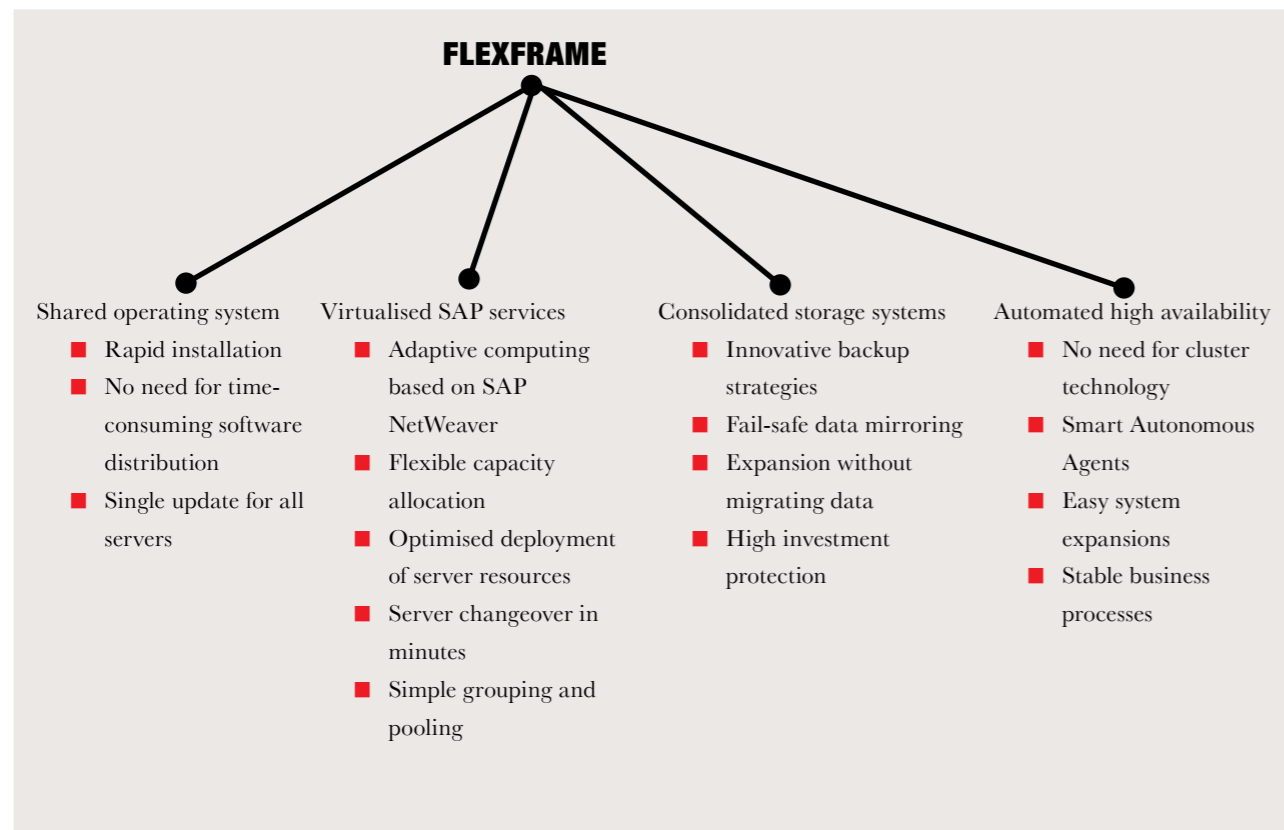 FLEXFRAME
Shared operating system
Rapid installation
No need for time-
consuming software
distribution
Single update for all
servers
Virtualised SAP services
Adaptive computing
based on SAP
NetWeaver
Flexible capacity
allocation
Optimised deployment
of server resources
Server changeover in
minutes
Simple grouping and
pooling
Consolidated storage systems
Innovative backup
strategies
Fail-safe data mirroring
Expansion without
migrating data
High investment
protection
Automated high availability
No need for cluster
technology
Smart Autonomous
Agents
Easy system
expansions
Stable business
processes